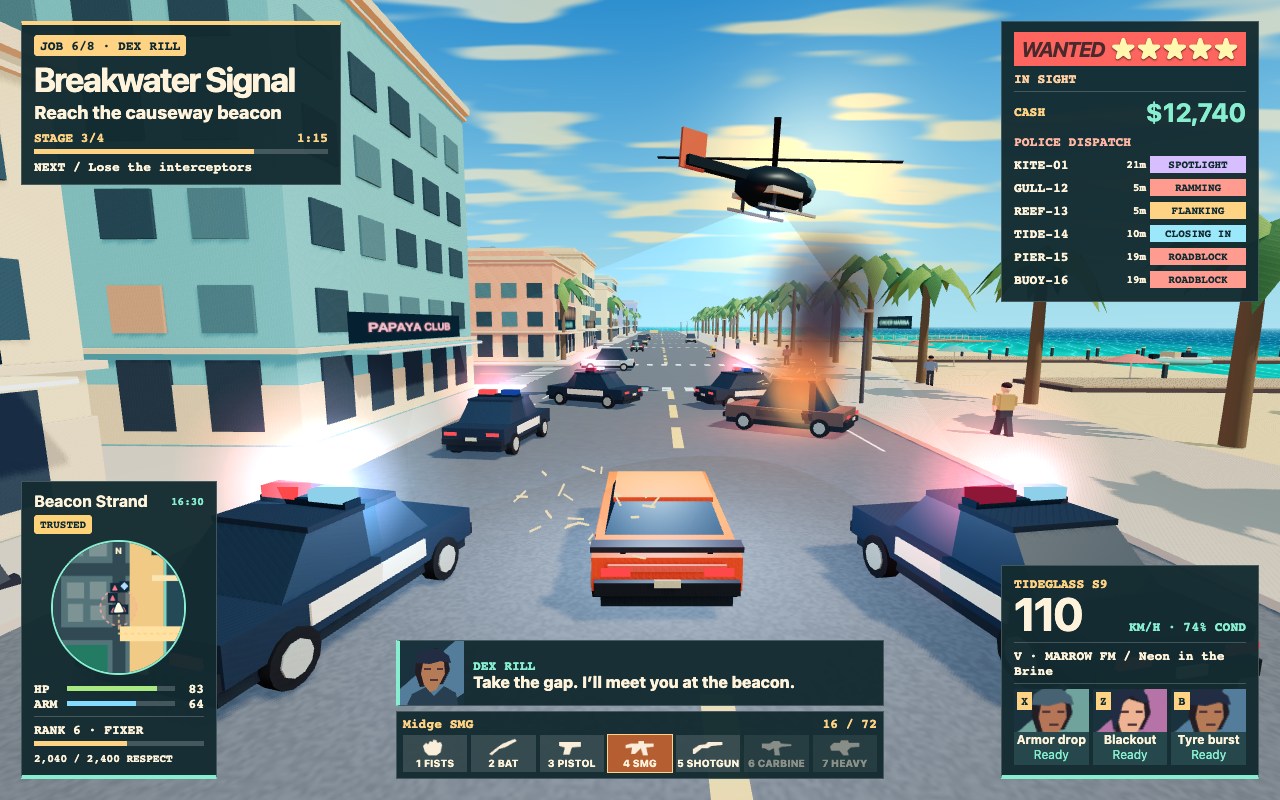 JOB 6/8 · DEX RILL
Breakwater Signal
Reach the causeway beacon
STAGE 3/4 1:15
NEXT / Lose the interceptors
WANTED
IN SIGHT
CASH $12,740
POLICE DISPATCH
KITE-01 21m SPOTLIGHT
GULL-12 5m RAMMING
REEF-13 5m FLANKING
TIDE-14 10m CLOSING IN
PIER-15 19m ROADBLOCK
BUOY-16 19m ROADBLOCK
PAPAYA CLUB
Beacon Strand 16:30
TRUSTED
N
HP 83
ARM 64
RANK 6 · FIXER
2,040 / 2,400 RESPECT
DEX RILL
Take the gap. I’ll meet you at the beacon.
Midge SMG 16 / 72
1 FISTS 2 BAT 3 PISTOL 4 SMG 5 SHOTGUN 6 CARBINE 7 HEAVY
TIDEGLASS S9
110 KM/H · 74% COND
V · MARROW FM / Neon in the
Brine
X Z B
Armor drop Blackout Tyre burst
Ready Ready Ready